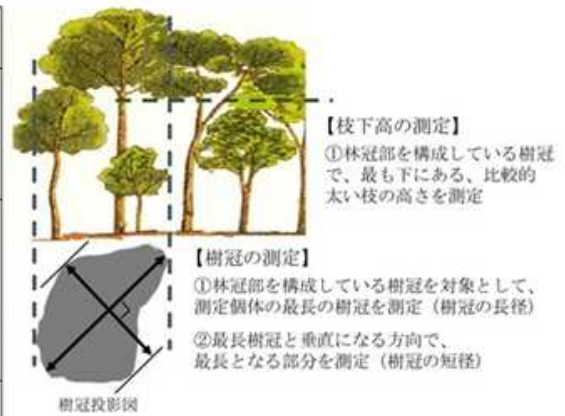 【枝下高の測定】
①林冠部を構成している樹冠
で、最も下にある、比較的
太い枝の高さを測定
【樹冠の測定】
①林冠部を構成している樹冠を対象として、
測定個体の最長の樹冠を測定（樹冠の長径）
②最長樹冠と垂直になる方向で、
最長となる部分を測定（樹冠の短径）
樹冠投影図